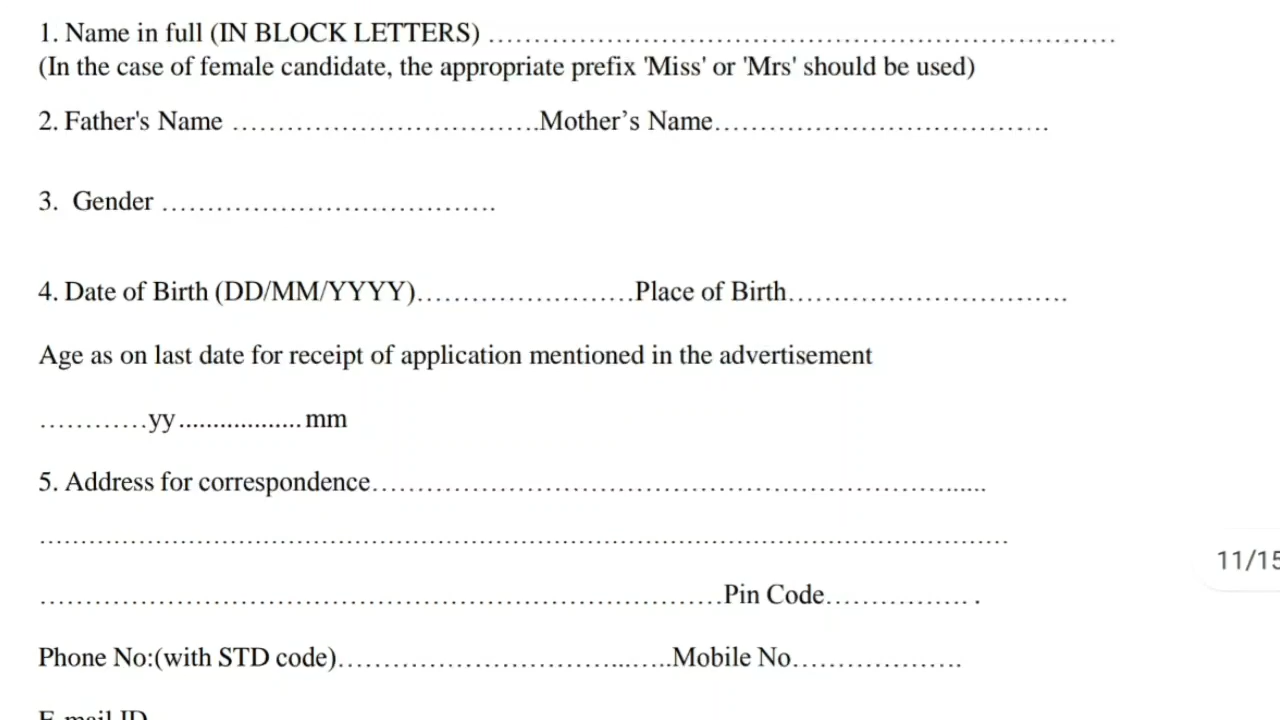 1. Name in full (IN BLOCK LETTERS) ……………………………………………………………
(In the case of female candidate, the appropriate prefix 'Miss' or 'Mrs' should be used)
2. Father's Name …………………………….Mother’s Name……………………………….
3. Gender ……………………………….
4. Date of Birth (DD/MM/YYYY)…………………….Place of Birth………………………….
Age as on last date for receipt of application mentioned in the advertisement
…………yy..................mm
5. Address for correspondence………………………………………………………......
………………………………………………………………………………………………
………………………………………………………………….Pin Code……………. .
11/15
Phone No:(with STD code)…………………………..…..Mobile No……………….
E-mail ID